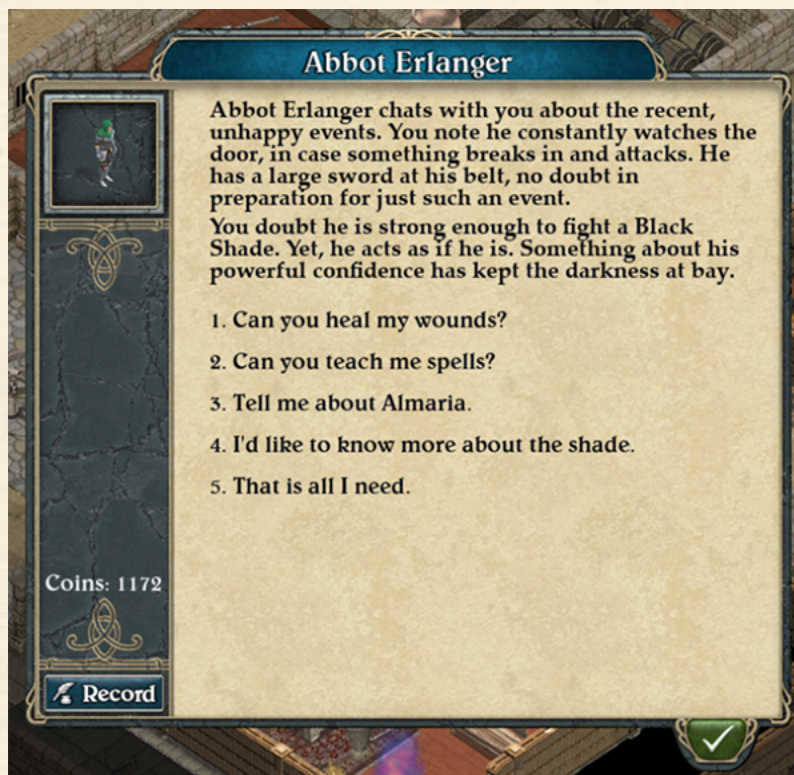 Abbot Erlanger
Abbot Erlanger chats with you about the recent,
unhappy events. You note he constantly watches the
door, in case something breaks in and attacks. He
has a large sword at his belt, no doubt in
preparation for just such an event.
You doubt he is strong enough to fight a Black
Shade. Yet, he acts as if he is. Something about his
powerful confidence has kept the darkness at bay.
1. Can you heal my wounds?
2. Can you teach me spells?
3. Tell me about Almaria.
4. I'd like to know more about the shade.
5. That is all I need.
Coins: 1172
Record